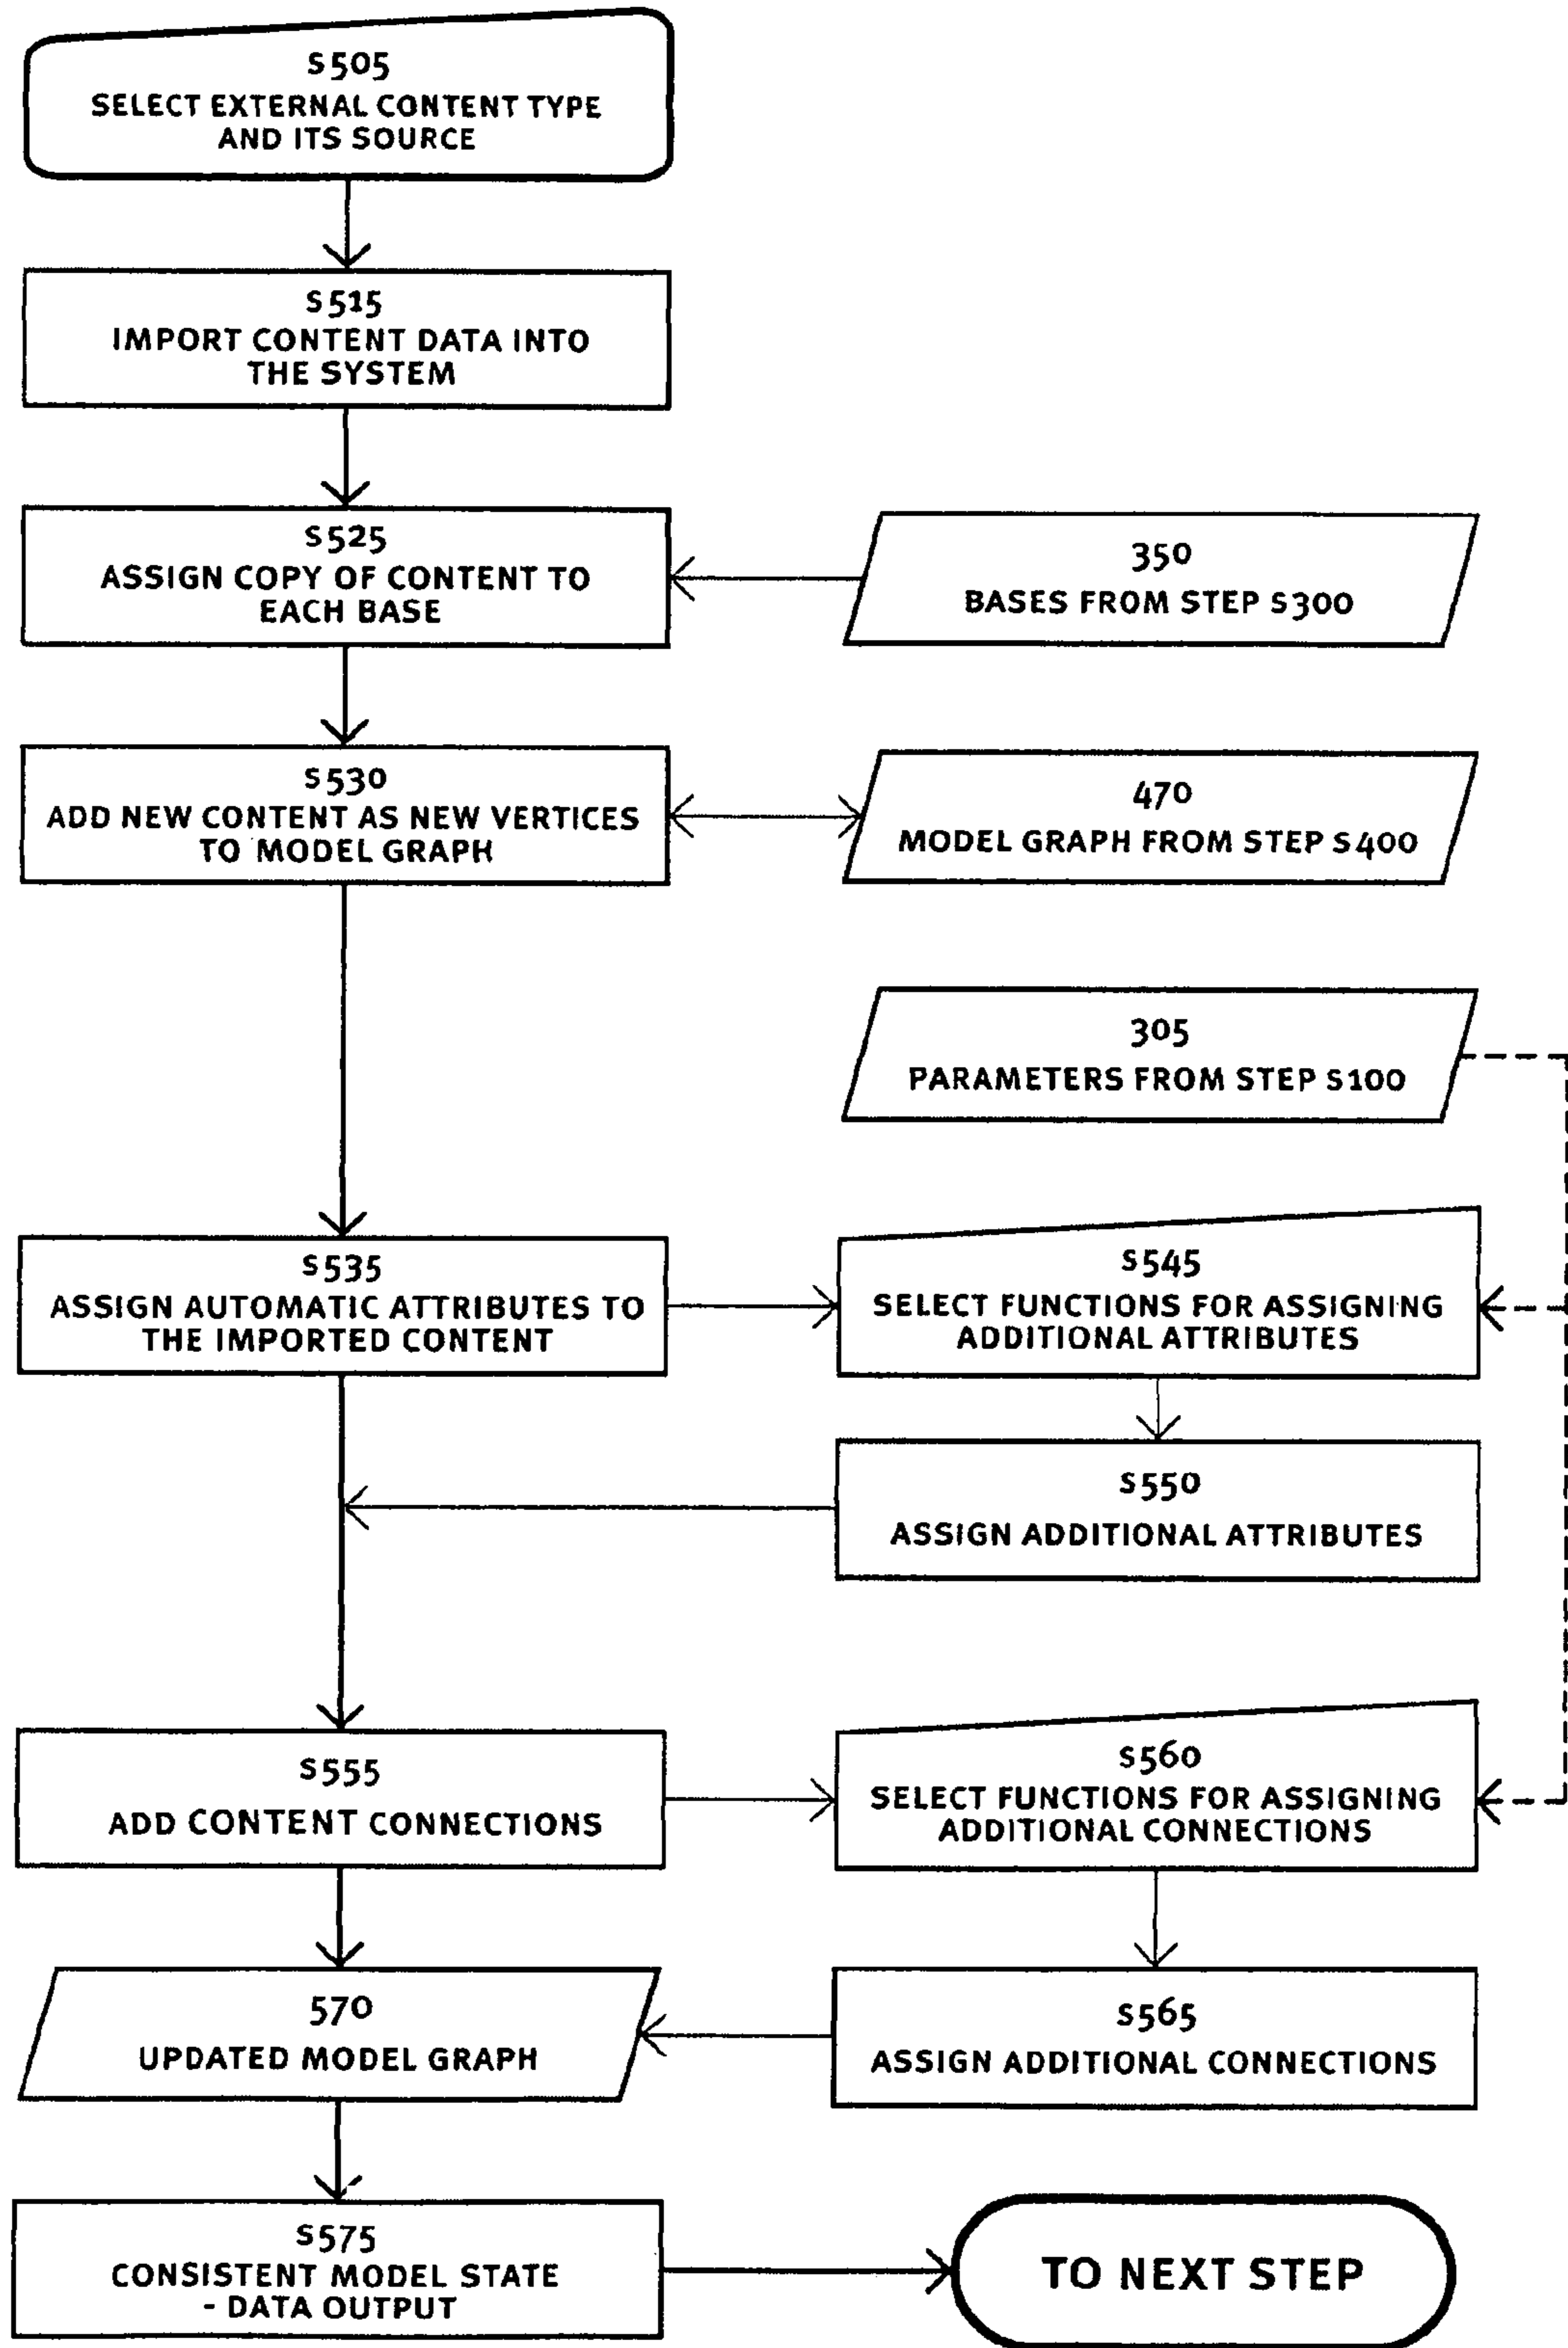 S505
SELECT EXTERNAL CONTENT TYPE
AND ITS SOURCE
S515
IMPORT CONTENT DATA INTO
THE SYSTEM
S525
ASSIGN COPY OF CONTENT TO
EACH BASE
350
BASES FROM STEP S300
S530
ADD NEW CONTENT AS NEW VERTICES
TO MODEL GRAPH
470
MODEL GRAPH FROM STEP S400
305
PARAMETERS FROM STEP S100
S535
ASSIGN AUTOMATIC ATTRIBUTES TO
THE IMPORTED CONTENT
S545
SELECT FUNCTIONS FOR ASSIGNING
ADDITIONAL ATTRIBUTES
S550
ASSIGN ADDITIONAL ATTRIBUTES
S555
ADD CONTENT CONNECTIONS
S560
SELECT FUNCTIONS FOR ASSIGNING
ADDITIONAL CONNECTIONS
570
UPDATED MODEL GRAPH
S565
ASSIGN ADDITIONAL CONNECTIONS
S575
CONSISTENT MODEL STATE
- DATA OUTPUT
TO NEXT STEP